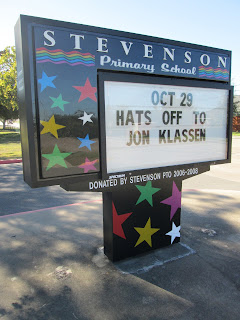 STEVENSON
Primary School
OCT 29
HATS OFF TO
JON KLASSEN
DONATED BY STEVENSON PTO 2006-2008